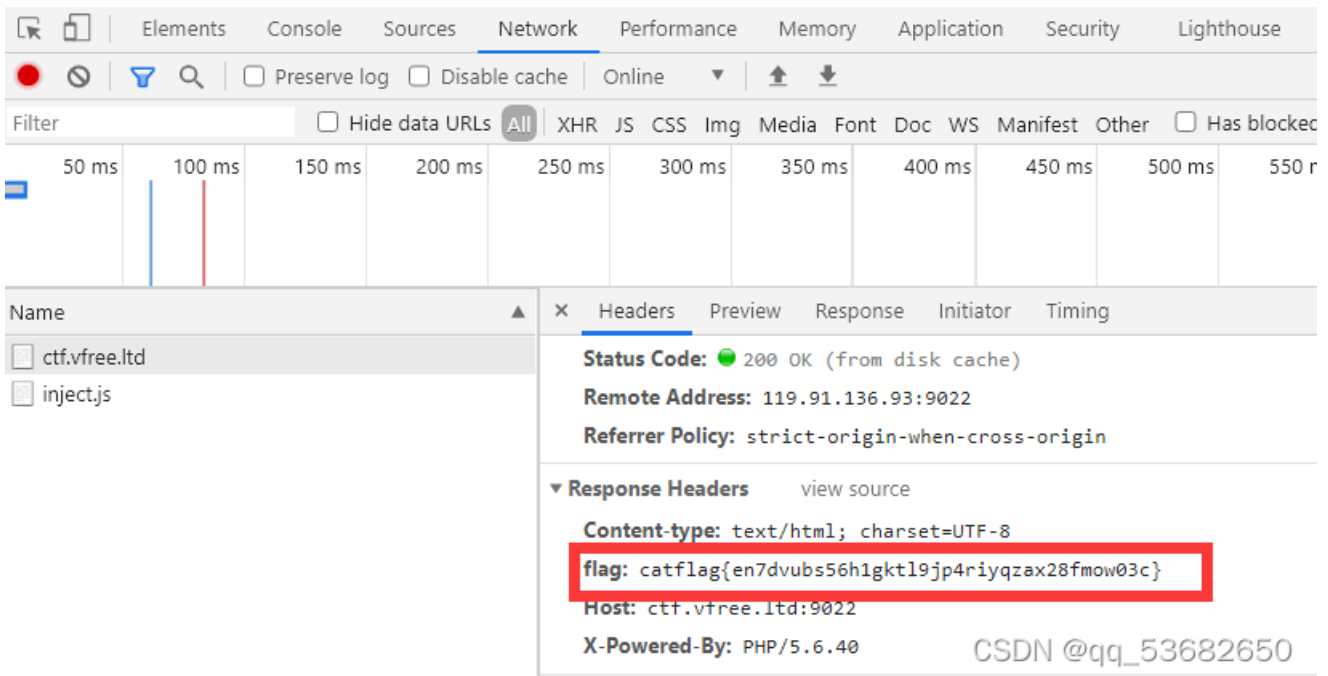 Elements Console Sources Network Performance Memory Application Security Lighthouse
Preserve log Disable cache Online
Filter Hide data URLs All XHR JS CSS Img Media Font Doc WS Manifest Other Has blocked
50 ms 100 ms 150 ms 200 ms 250 ms 300 ms 350 ms 400 ms 450 ms 500 ms 550 m
Name
ctf.vfree.ltd
inject.js
Headers Preview Response Initiator Timing
Status Code: 200 OK (from disk cache)
Remote Address: 119.91.136.93:9022
Referrer Policy: strict-origin-when-cross-origin
Response Headers view source
Content-type: text/html; charset=UTF-8
flag: catflag{en7dvubs56h1gktl9jp4riyqzax28fmow03c}
Host: ctf.vfree.ltd:9022
X-Powered-By: PHP/5.6.40
CSDN @qq_53682650